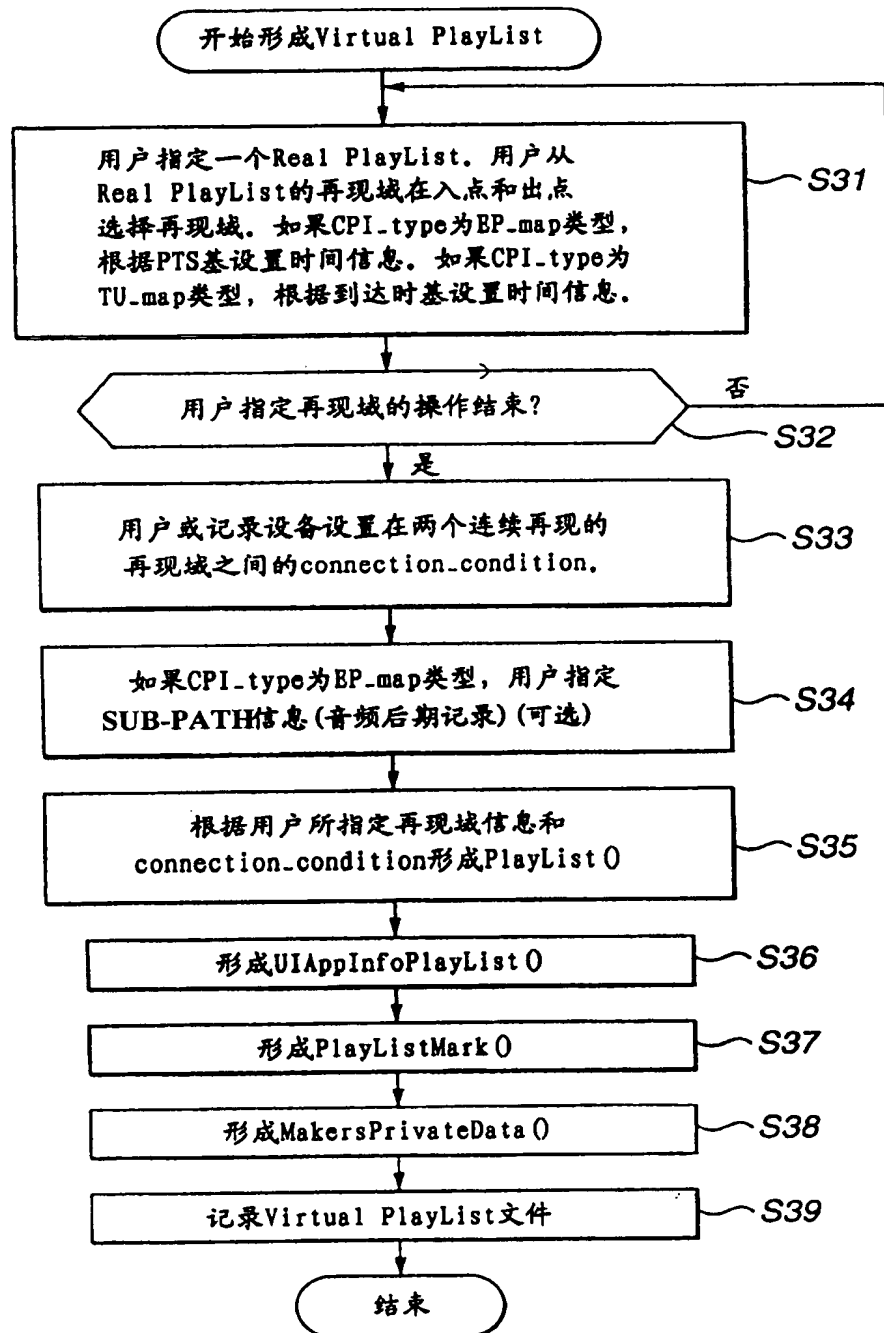 开始形成Virtual PlayList
用户指定一个Real PlayList. 用户从
Real PlayList的再现域在入点和出点
选择再现域. 如果CPI_type为EP_map类型,
根据PTS基设置时间信息. 如果CPI_type为
TU_map类型, 根据到达时基设置时间信息.
S31
用户指定再现域的操作结束?
否
S32
是
用户或记录设备设置在两个连续再现的
再现域之间的connection_condition.
S33
如果CPI_type为EP_map类型, 用户指定
SUB-PATH信息(音频后期记录)(可选)
S34
根据用户所指定再现域信息和
connection_condition形成PlayList()
S35
形成UIAppInfoPlayList()
S36
形成PlayListMark()
S37
形成MakersPrivateData()
S38
记录Virtual PlayList文件
S39
结束